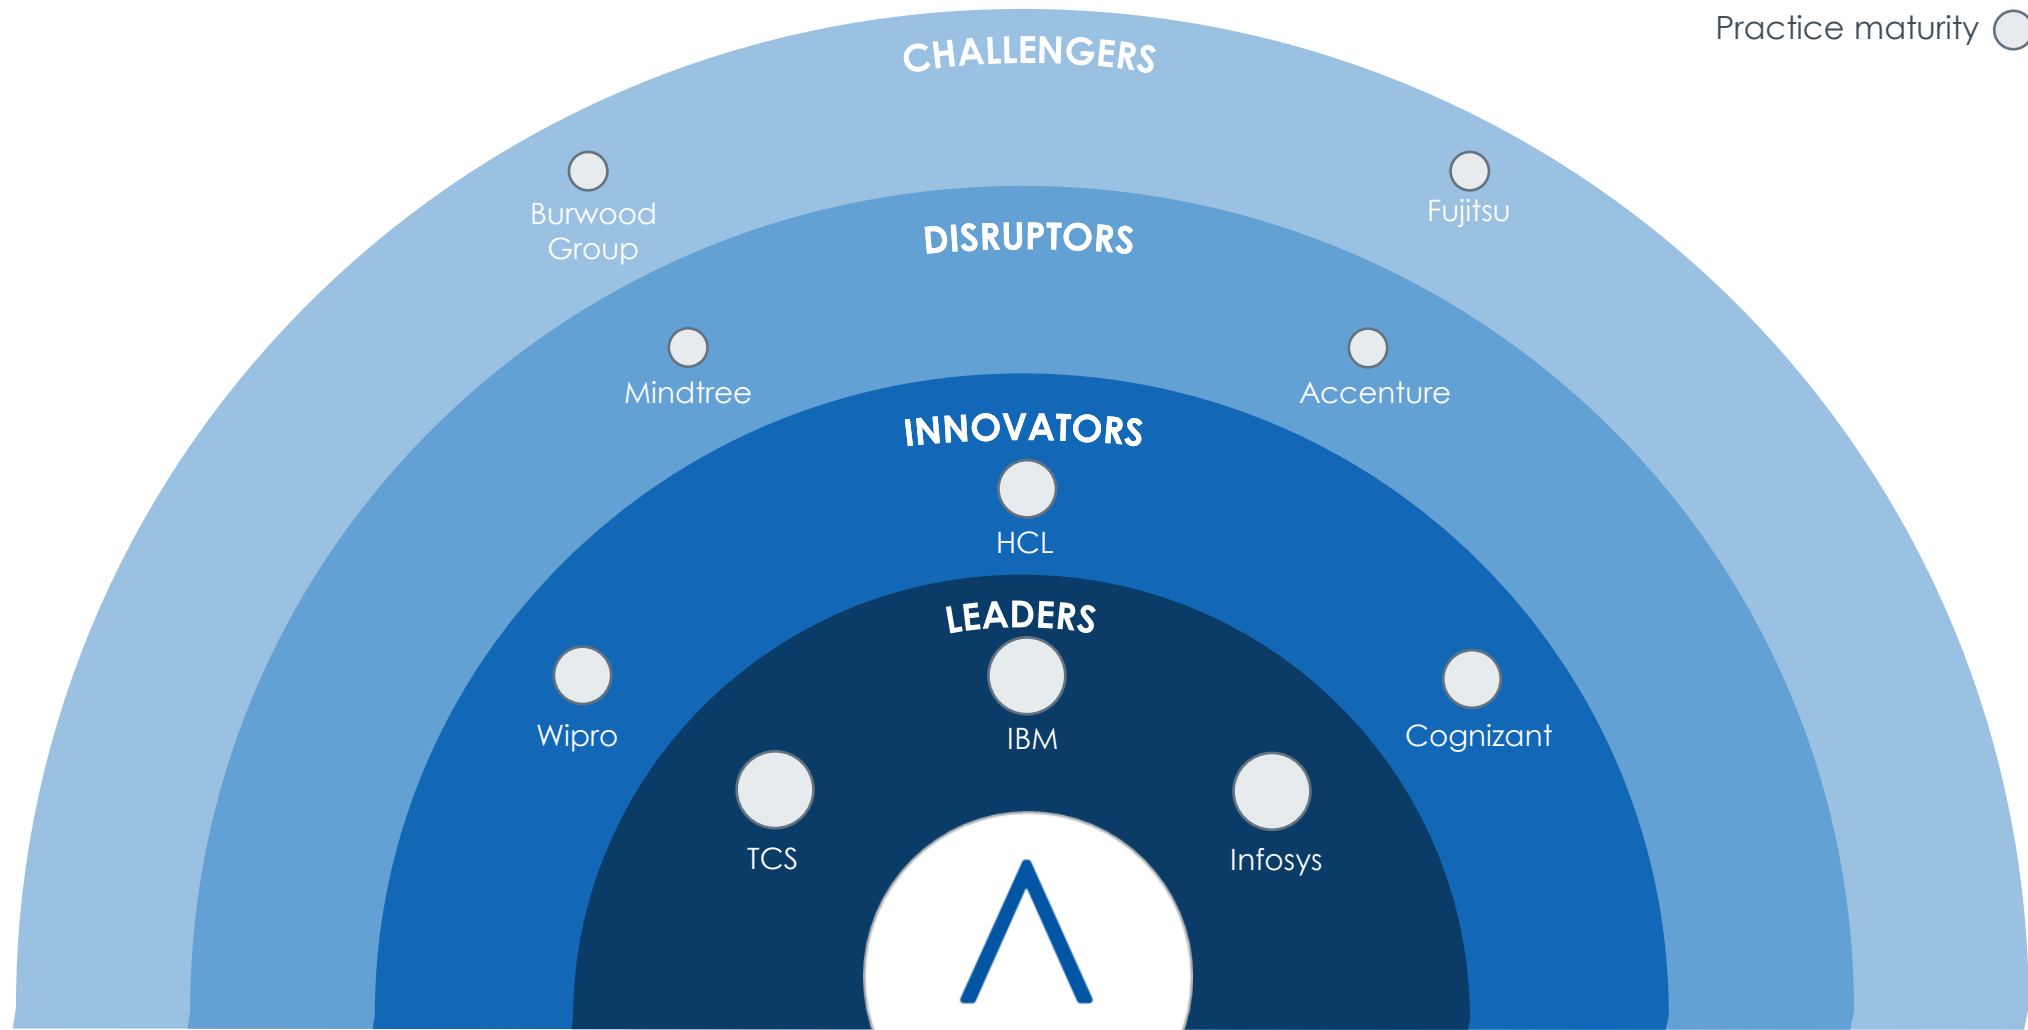 Practice maturity
CHALLENGERS
Burwood
Group
Fujitsu
DISRUPTORS
Mindtree
Accenture
INNOVATORS
HCL
LEADERS
Wipro
IBM
Cognizant
TCS
Infosys